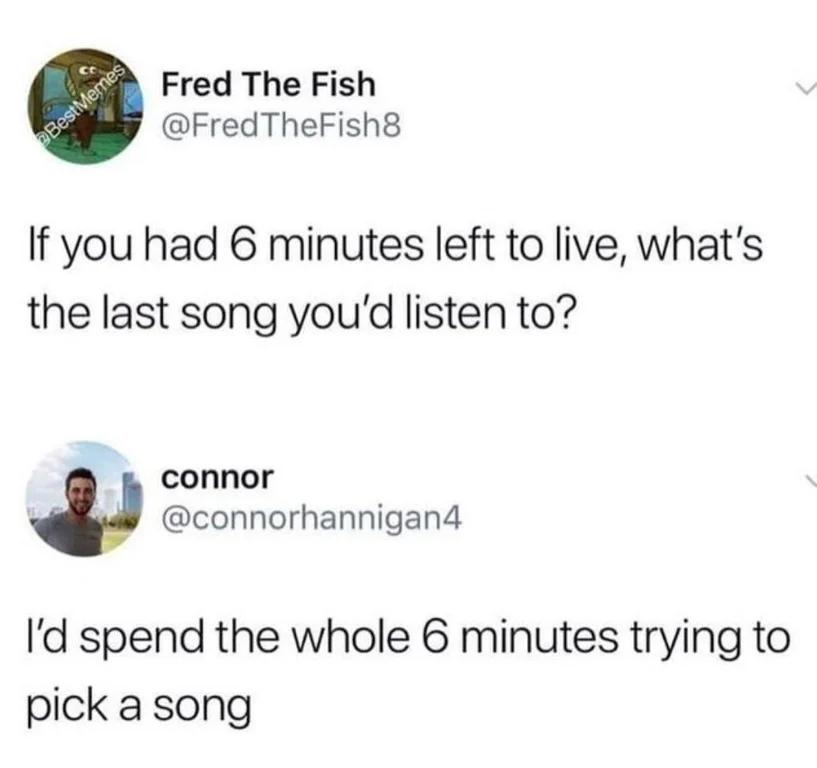 @BestMemes
Fred The Fish
@FredTheFish8
If you had 6 minutes left to live, what's
the last song you'd listen to?
connor
@connorhannigan4
I'd spend the whole 6 minutes trying to
pick a song